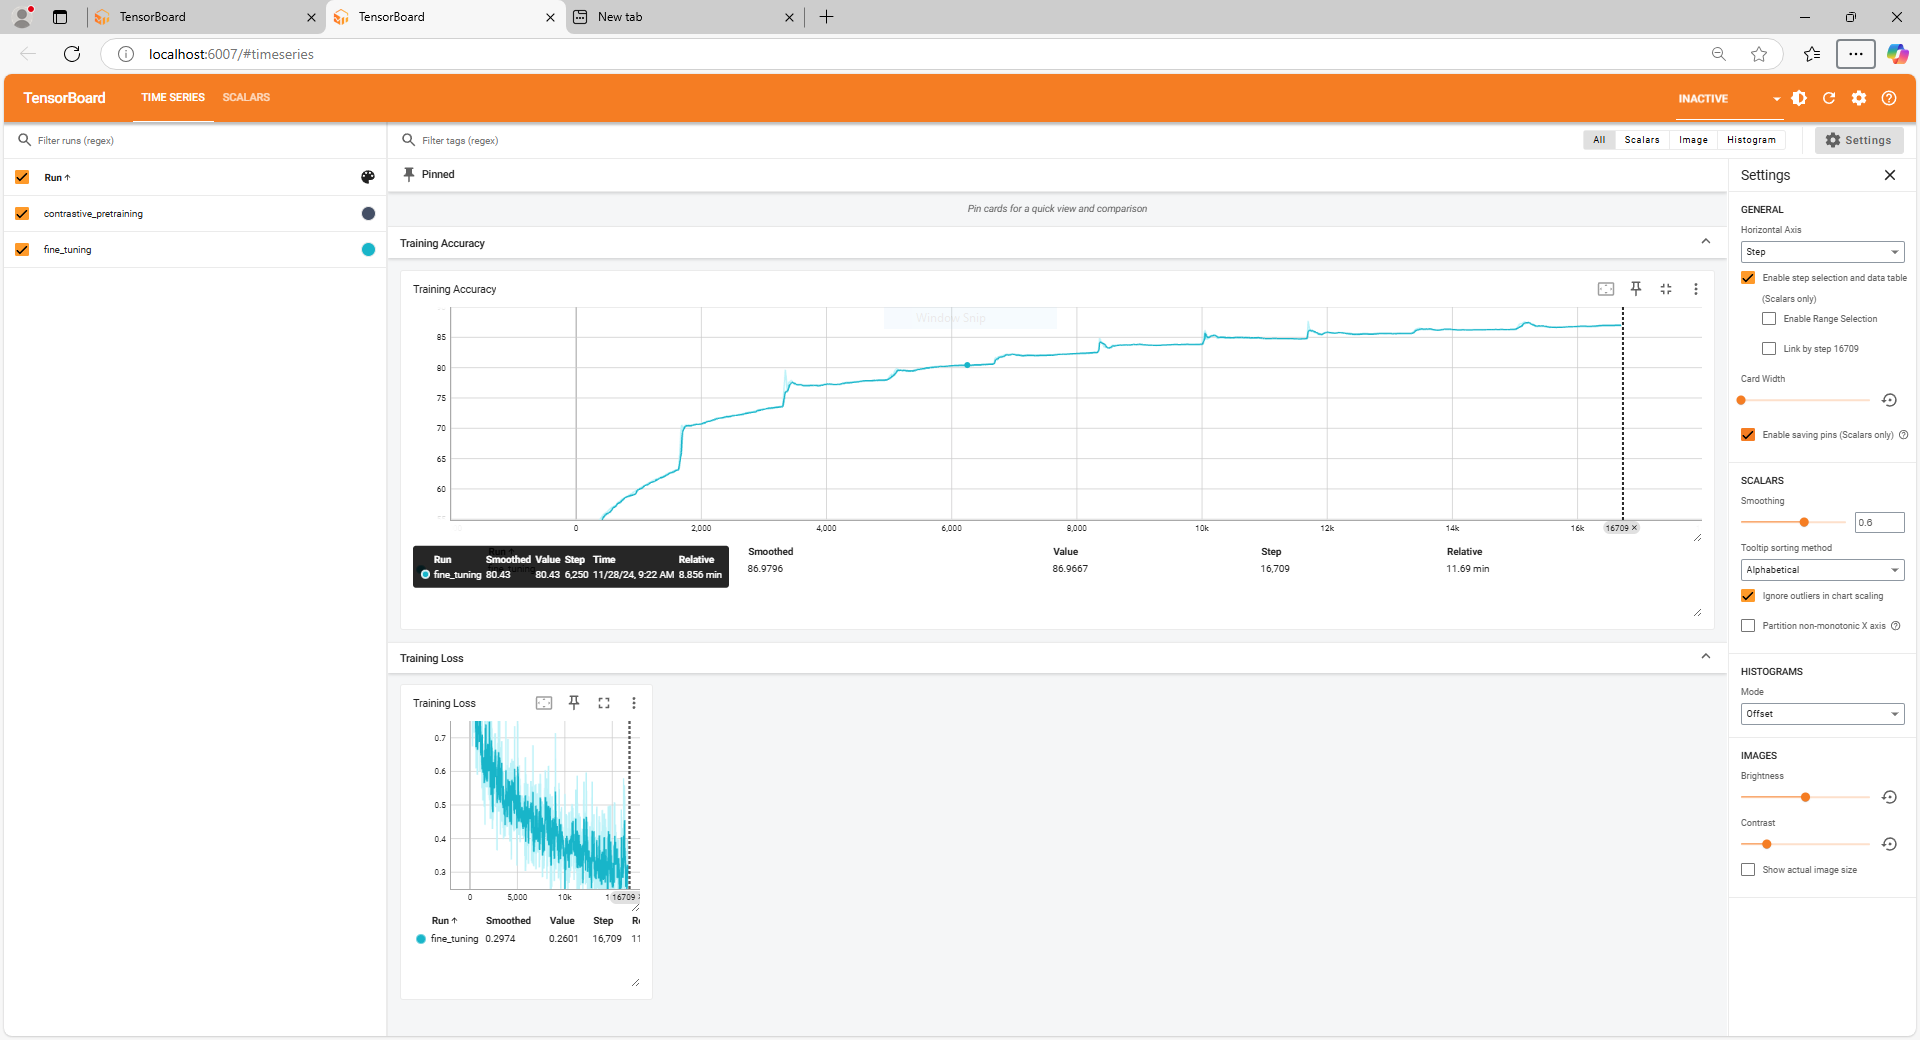 TensorBoard
TensorBoard
New tab
localhost:6007/#timeseries
TensorBoard
TIME SERIES
SCALARS
INACTIVE
Filter runs (regex)
Filter tags (regex)
All
Scalars
Image
Histogram
Settings
Run
contrastive_pretraining
fine_tuning
Pinned
Pin cards for a quick view and comparison
Training Accuracy
Training Accuracy
Window Snip
85
80
75
70
65
60
0
2,000
4,000
6,000
8,000
10k
12k
14k
16k
16709
Run Smoothed Value Step Time Relative
fine_tuning 80.43 80.43 6,250 11/28/24, 9:22 AM 8.856 min
Smoothed Value Step Relative
86.9796 86.9667 16,709 11.69 min
Training Loss
Training Loss
0.7
0.6
0.5
0.4
0.3
0
5,000
10k
16709
Run Smoothed Value Step
fine_tuning 0.2974 0.2601 16,709 11
Settings
GENERAL
Horizontal Axis
Step
Enable step selection and data table
(Scalars only)
Enable Range Selection
Link by step 16709
Card Width
Enable saving pins (Scalars only)
SCALARS
Smoothing
0.6
Tooltip sorting method
Alphabetical
Ignore outliers in chart scaling
Partition non-monotonic X axis
HISTOGRAMS
Mode
Offset
IMAGES
Brightness
Contrast
Show actual image size